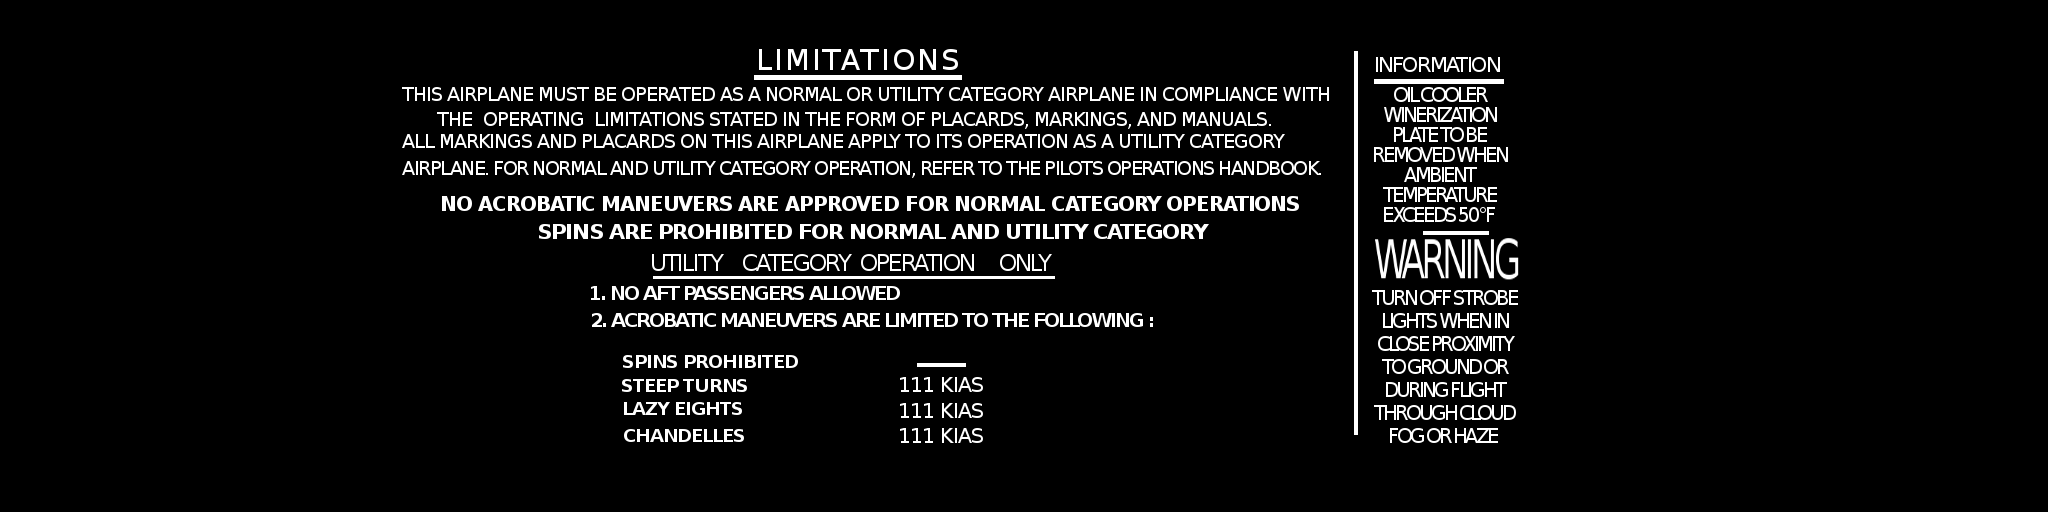 LIMITATIONS
THIS AIRPLANE MUST BE OPERATED AS A NORMAL OR UTILITY CATEGORY AIRPLANE IN COMPLIANCE WITH
THE OPERATING LIMITATIONS STATED IN THE FORM OF PLACARDS, MARKINGS, AND MANUALS.
ALL MARKINGS AND PLACARDS ON THIS AIRPLANE APPLY TO ITS OPERATION AS A UTILITY CATEGORY
AIRPLANE. FOR NORMAL AND UTILITY CATEGORY OPERATION, REFER TO THE PILOTS OPERATIONS HANDBOOK.
NO ACROBATIC MANEUVERS ARE APPROVED FOR NORMAL CATEGORY OPERATIONS
SPINS ARE PROHIBITED FOR NORMAL AND UTILITY CATEGORY
UTILITY CATEGORY OPERATION ONLY
1. NO AFT PASSENGERS ALLOWED
2. ACROBATIC MANEUVERS ARE LIMITED TO THE FOLLOWING :
SPINS PROHIBITED
STEEP TURNS 111 KIAS
LAZY EIGHTS 111 KIAS
CHANDELLES 111 KIAS
INFORMATION
OIL COOLER
WINERIZATION
PLATE TO BE
REMOVED WHEN
AMBIENT
TEMPERATURE
EXCEEDS 50°F
WARNING
TURN OFF STROBE
LIGHTS WHEN IN
CLOSE PROXIMITY
TO GROUND OR
DURING FLIGHT
THROUGH CLOUD
FOG OR HAZE